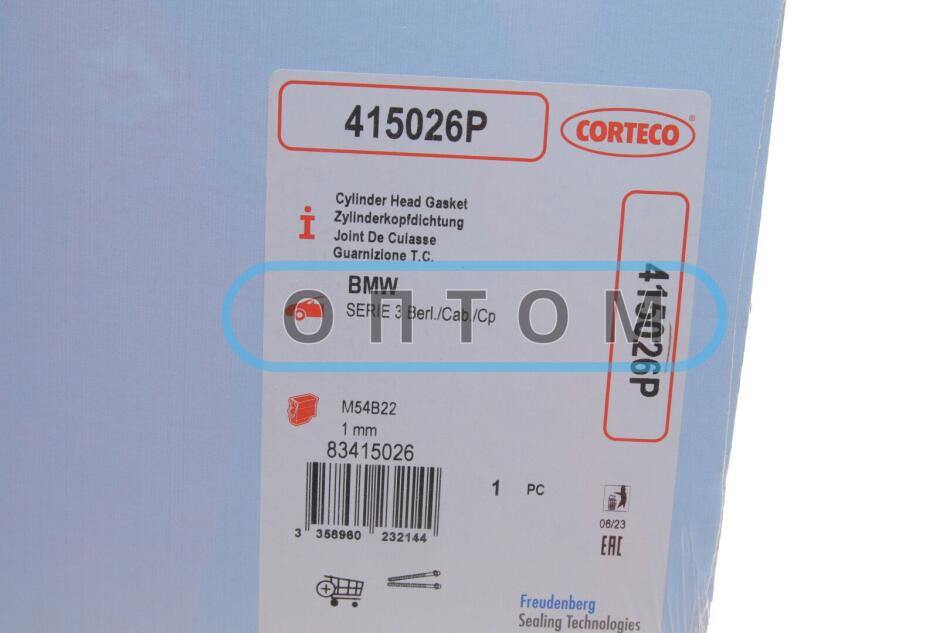 415026P
CORTECO®
Cylinder Head Gasket
Zylinderkopfdichtung
Joint De Culasse
Guarnizione T.C.
BMW
SERIE 3 Berl./Cab./Cp
ОПТОМ
415026P
M54B22
1 mm
83415026
1 PC
3 358960 232144
06/23
EAC
Freudenberg
Sealing Technologies